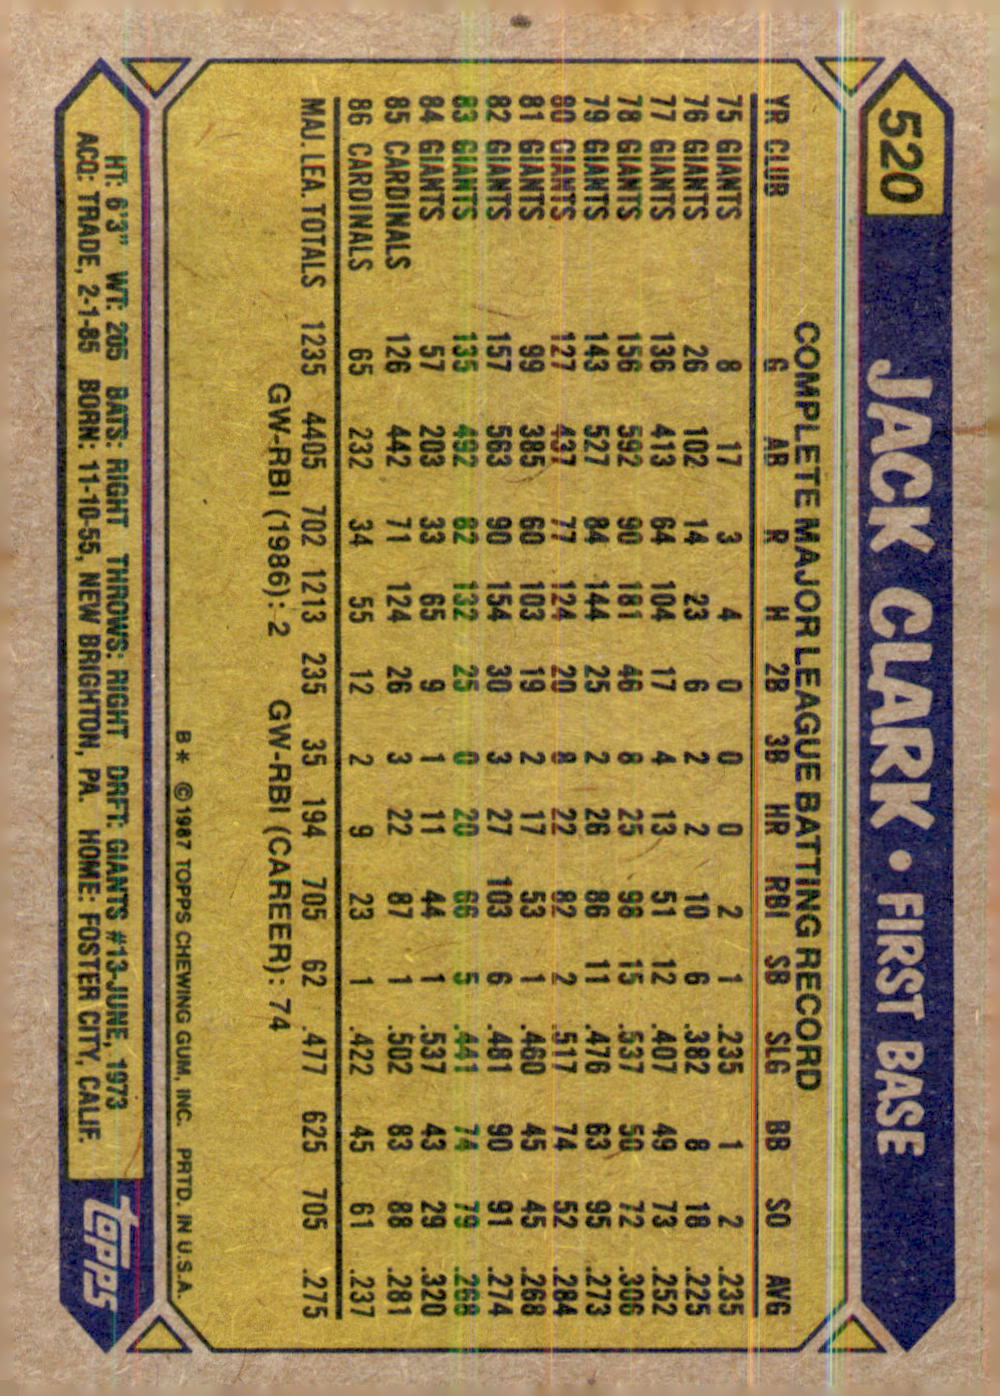 520 JACK CLARK • FIRST BASE
COMPLETE MAJOR LEAGUE BATTING RECORD
YR CLUB G AB R H 2B 3B HR RBI SB SLG BB SO AVG
75 GIANTS 8 17 3 4 0 0 0 2 1 .235 1 2 .235
76 GIANTS 26 102 14 23 6 2 2 10 6 .382 8 18 .225
77 GIANTS 136 413 64 104 17 4 13 51 12 .407 49 73 .252
78 GIANTS 156 592 90 181 46 8 25 98 15 .537 50 72 .306
79 GIANTS 143 527 84 144 25 2 26 86 11 .476 63 95 .273
80 GIANTS 127 437 77 124 20 8 22 82 2 .517 74 52 .284
81 GIANTS 99 385 60 103 19 2 17 53 1 .460 45 45 .268
82 GIANTS 157 563 90 154 30 3 27 103 6 .481 90 91 .274
83 GIANTS 135 492 82 132 25 0 20 66 5 .441 74 79 .268
84 GIANTS 57 203 33 65 9 1 11 44 1 .537 43 29 .320
85 CARDINALS 126 442 71 124 26 3 22 87 1 .502 83 88 .281
86 CARDINALS 65 232 34 55 12 2 9 23 1 .422 45 61 .237
MAJ. LEA. TOTALS 1235 4405 702 1213 235 35 194 705 62 .477 625 705 .275
GW-RBI (1986): 2 GW-RBI (CAREER): 74
B* ©1987 TOPPS CHEWING GUM, INC. PRTD. IN U.S.A.
HT: 6'3" WT: 205 BATS: RIGHT THROWS: RIGHT DRFT: GIANTS #13-JUNE, 1973
ACQ: TRADE, 2-1-85 BORN: 11-10-55, NEW BRIGHTON, PA. HOME: FOSTER CITY, CALIF.
topps